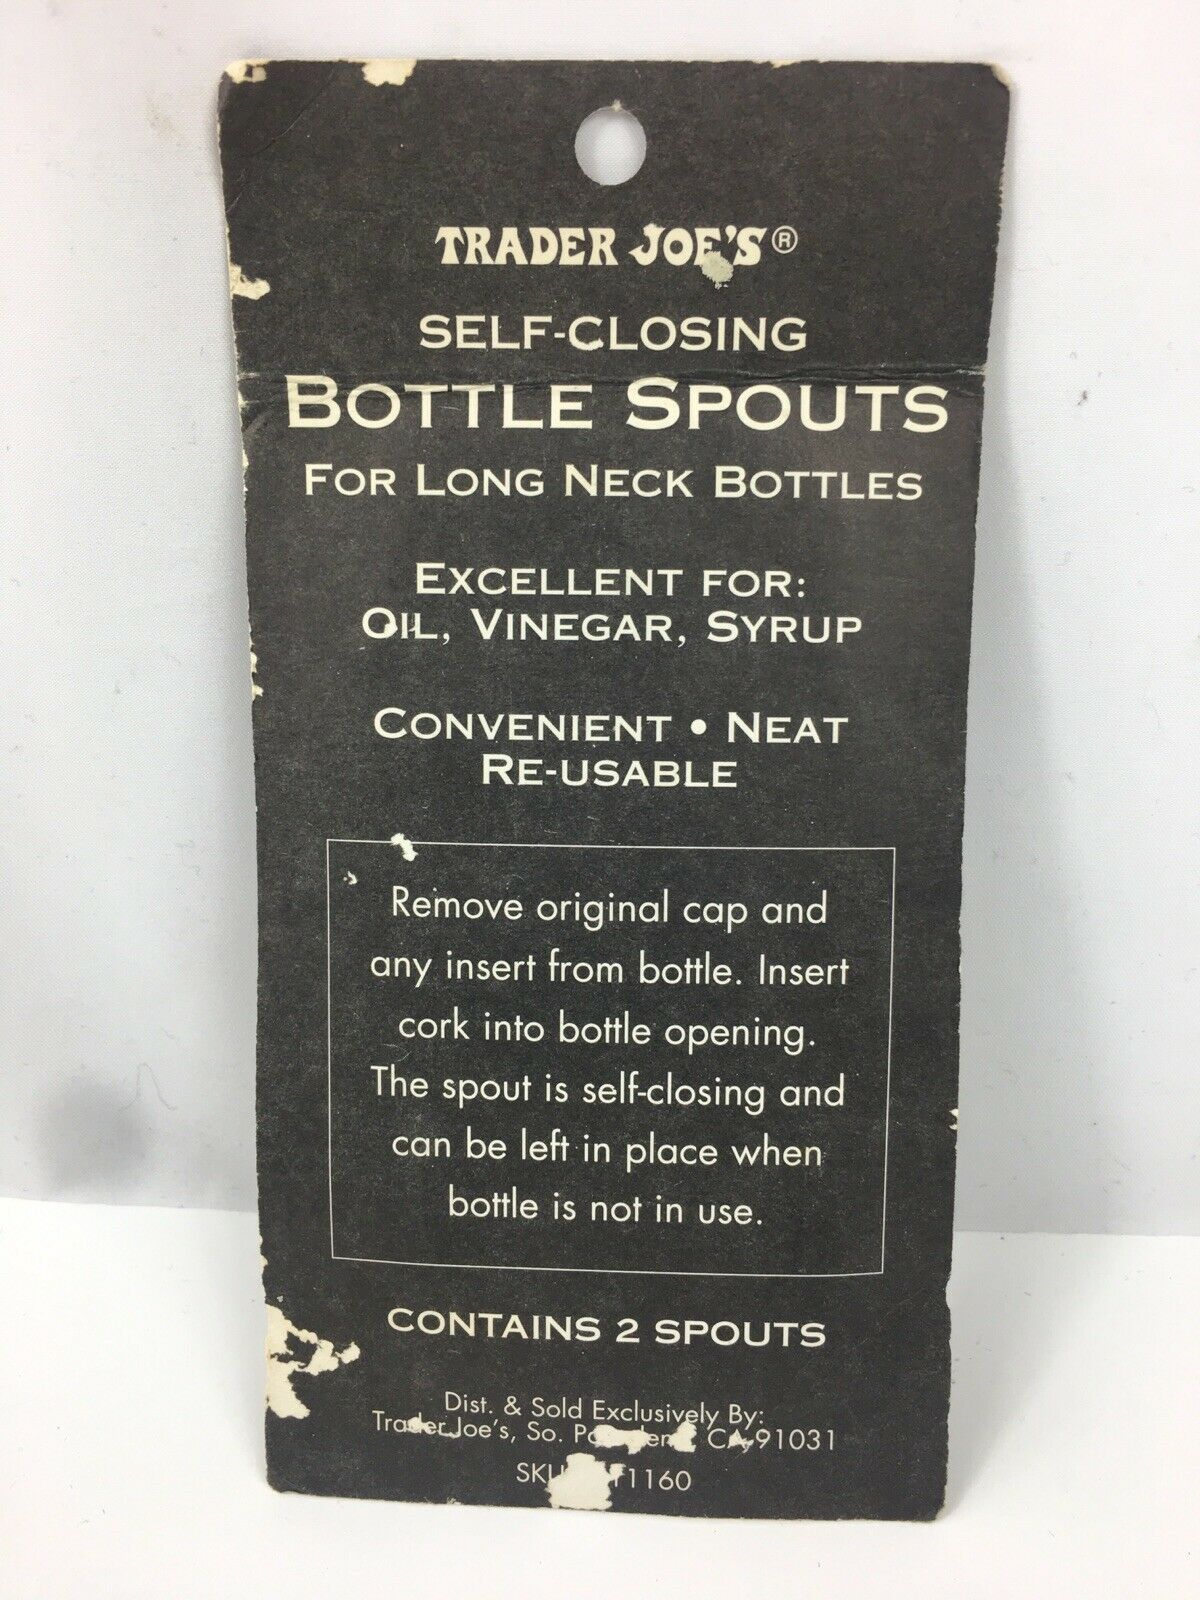 TRADER JOE'S®
SELF-CLOSING
BOTTLE SPOUTS
FOR LONG NECK BOTTLES
EXCELLENT FOR:
OIL, VINEGAR, SYRUP
CONVENIENT • NEAT
RE-USABLE
Remove original cap and
any insert from bottle. Insert
cork into bottle opening.
The spout is self-closing and
can be left in place when
bottle is not in use.
CONTAINS 2 SPOUTS
Dist. & Sold Exclusively By:
Trader Joe's, So. CA 91031
SKU